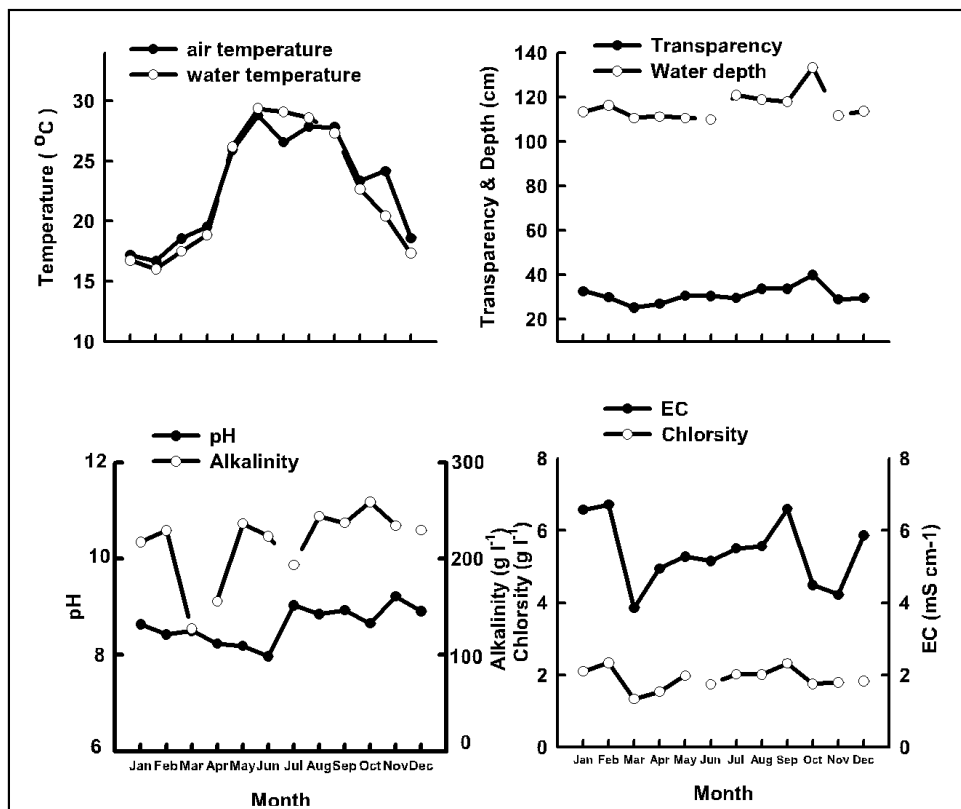 air temperature
water temperature
30
25
20
15
10
Temperature ( °C)
Transparency
Water depth
140
120
100
80
60
40
20
Transparency & Depth (cm)
pH
Alkalinity
12
10
8
6
pH
300
200
100
0
Alkalinity (g l-1)
Jan Feb Mar Apr May Jun Jul Aug Sep Oct Nov Dec
Month
EC
Chlorsity
8
6
4
2
0
Chlorsity (g l-1)
8
6
4
2
0
EC (mS cm-1)
Jan Feb Mar Apr May Jun Jul Aug Sep Oct Nov Dec
Month